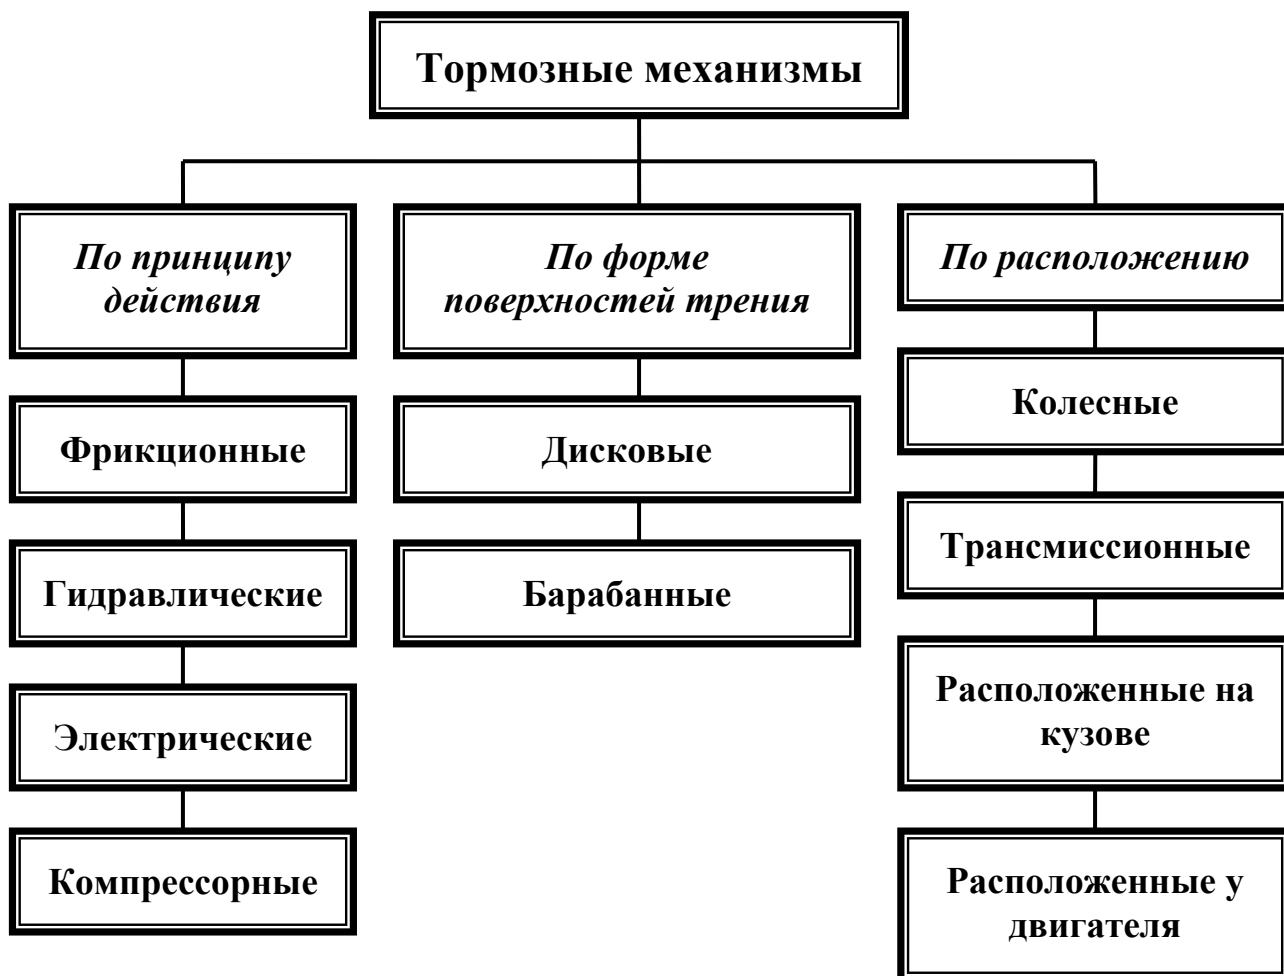 Тормозные механизмы
По принципу
действия
Фрикционные
Гидравлические
Электрические
Компрессорные
По форме
поверхностей трения
Дисковые
Барабанные
По расположению
Колесные
Трансмиссионные
Расположенные на
кузове
Расположенные у
двигателя